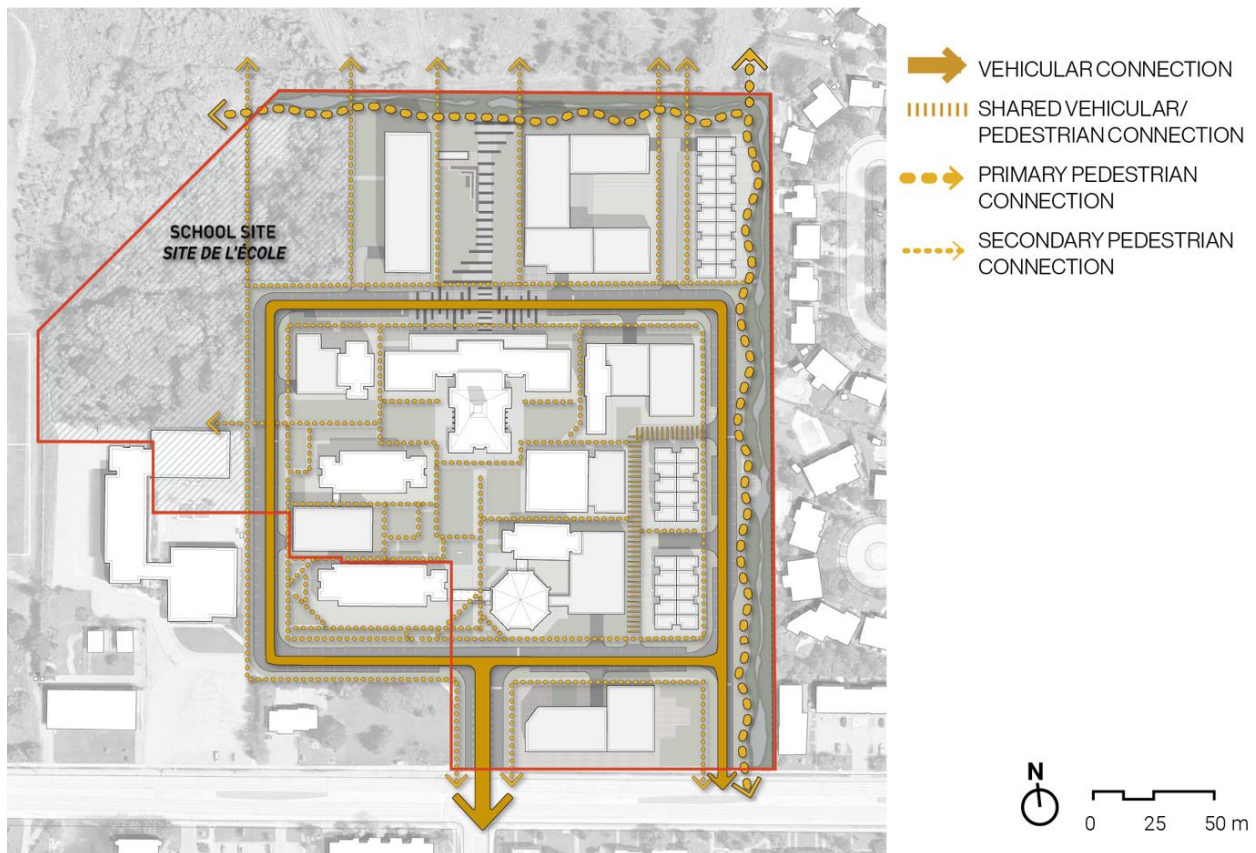 VEHICULAR CONNECTION
SHARED VEHICULAR/
PEDESTRIAN CONNECTION
PRIMARY PEDESTRIAN
CONNECTION
SECONDARY PEDESTRIAN
CONNECTION
SCHOOL SITE
SITE DE L'ÉCOLE
N
0 25 50 m